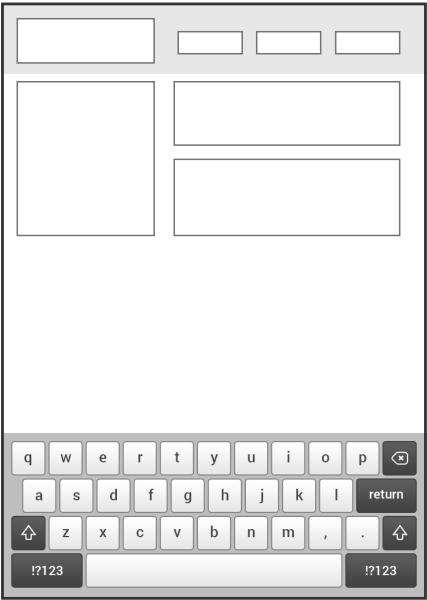 q w e r t y u i o p
a s d f g h j k l return
z x c v b n m , .
!?123 !?123